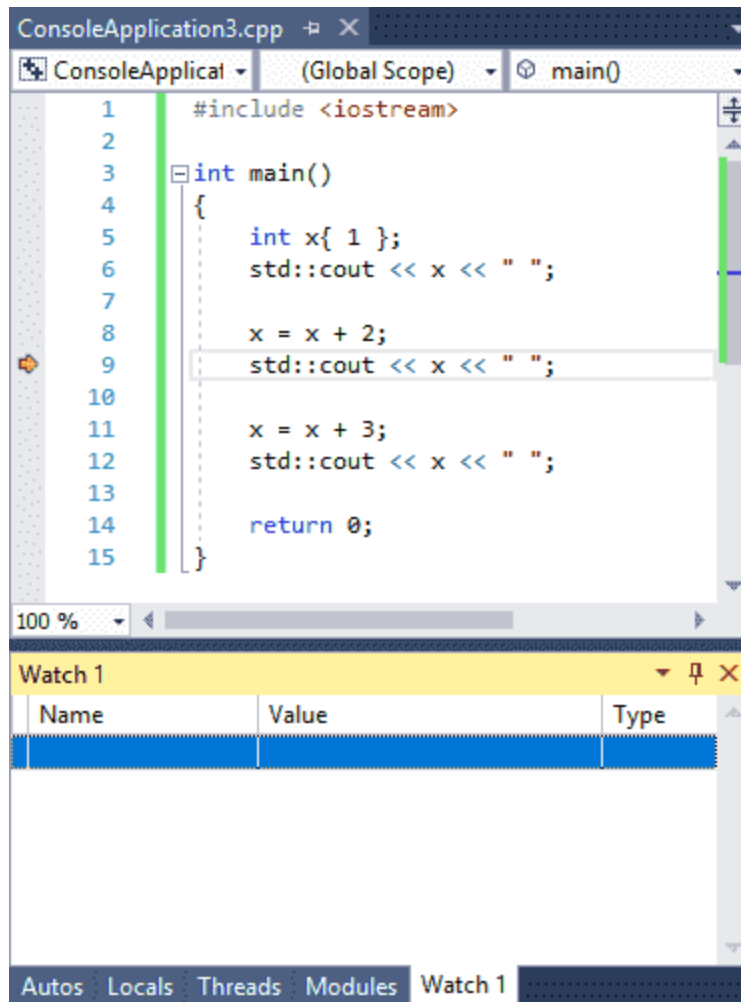 ConsoleApplication3.cpp
ConsoleApplicat (Global Scope) main()
1 #include <iostream>
2
3 int main()
4 {
5 int x{ 1 };
6 std::cout << x << " ";
7
8 x = x + 2;
9 std::cout << x << " ";
10
11 x = x + 3;
12 std::cout << x << " ";
13
14 return 0;
15 }
100 %
Watch 1
Name Value Type
Autos Locals Threads Modules Watch 1